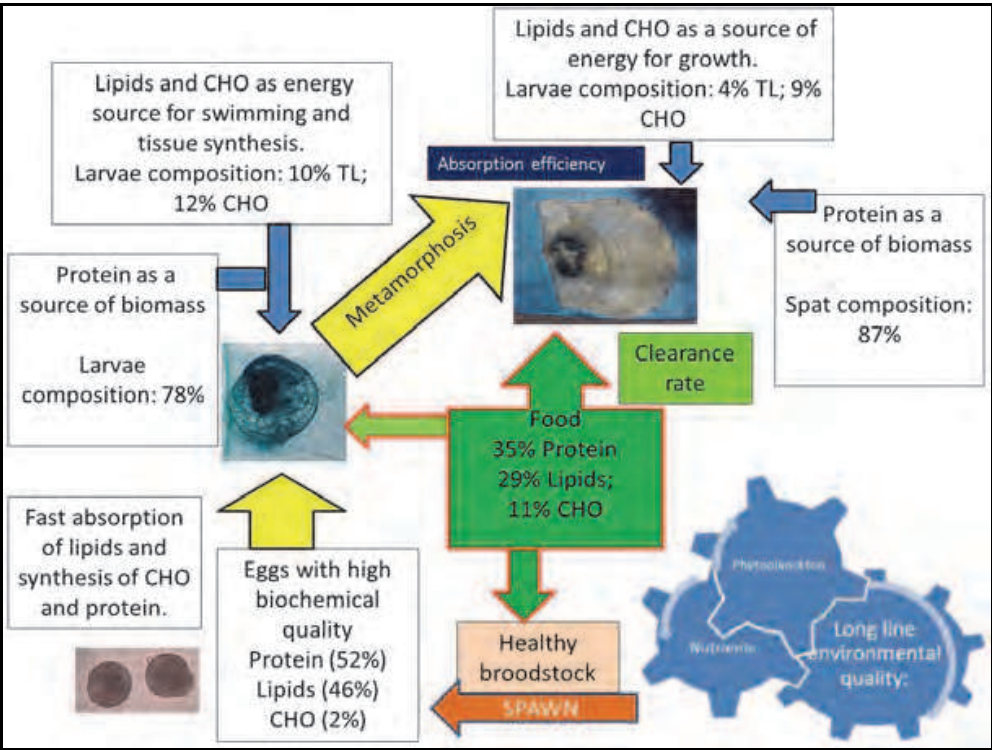 Lipids and CHO as a source of
energy for growth.
Larvae composition: 4% TL; 9%
CHO
Lipids and CHO as energy
source for swimming and
tissue synthesis.
Larvae composition: 10% TL;
12% CHO
Absorption efficiency
Metamorphosis
Protein as a
source of biomass
Larvae
composition: 78%
Protein as a
source of biomass
Spat composition:
87%
Clearance
rate
Food
35% Protein
29% Lipids;
11% CHO
Fast absorption
of lipids and
synthesis of CHO
and protein.
Eggs with high
biochemical
quality
Protein (52%)
Lipids (46%)
CHO (2%)
Healthy
broodstock
SPAWN
Phytoplankton
Nutrients
Long line
environmental
quality: